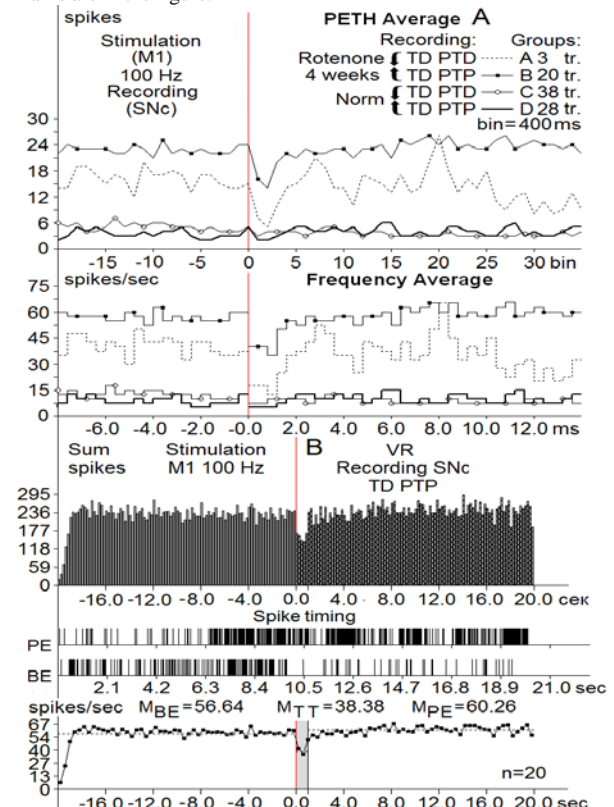 spikes PETH Average A
Stimulation Recording: Groups:
(M1) Rotenone TD PTD A 3 tr.
100 Hz 4 weeks TD PTP B 20 tr.
Recording Norm TD PTD C 38 tr.
(SNc) TD PTP D 28 tr.
bin=400 ms
30
24
18
12
6
0
-15 -10 -5 0 5 10 15 20 25 30 bin
spikes/sec Frequency Average
75
60
45
30
15
0
-6.0 -4.0 -2.0 0 2.0 4.0 6.0 8.0 10.0 12.0 ms
Sum Stimulation B VR
spikes M1 100 Hz Recording SNc
TD PTP
295
236
177
118
59
0
-16.0 -12.0 -8.0 -4.0 0.0 4.0 8.0 12.0 16.0 20.0 сек
Spike timing
PE
BE
2.1 4.2 6.3 8.4 10.5 12.6 14.7 16.8 18.9 21.0 sec
spikes/sec MBE=56.64 MTT=38.38 MPE=60.26
67
54
40
27
13
0
n=20
-16.0 -12.0 -8.0 -4.0 0.0 4.0 8.0 12.0 16.0 20.0 sec